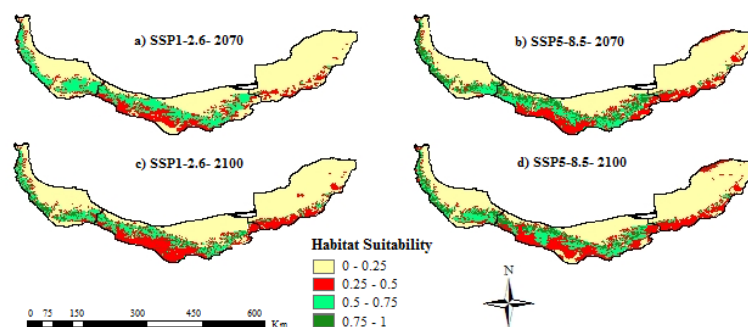 a) SSP1-2.6- 2070
b) SSP5-8.5- 2070
c) SSP1-2.6- 2100
d) SSP5-8.5- 2100
Habitat Suitability
0 - 0.25
0.25 - 0.5
0.5 - 0.75
0.75 - 1
N
0 75 150 300 450 600
Km